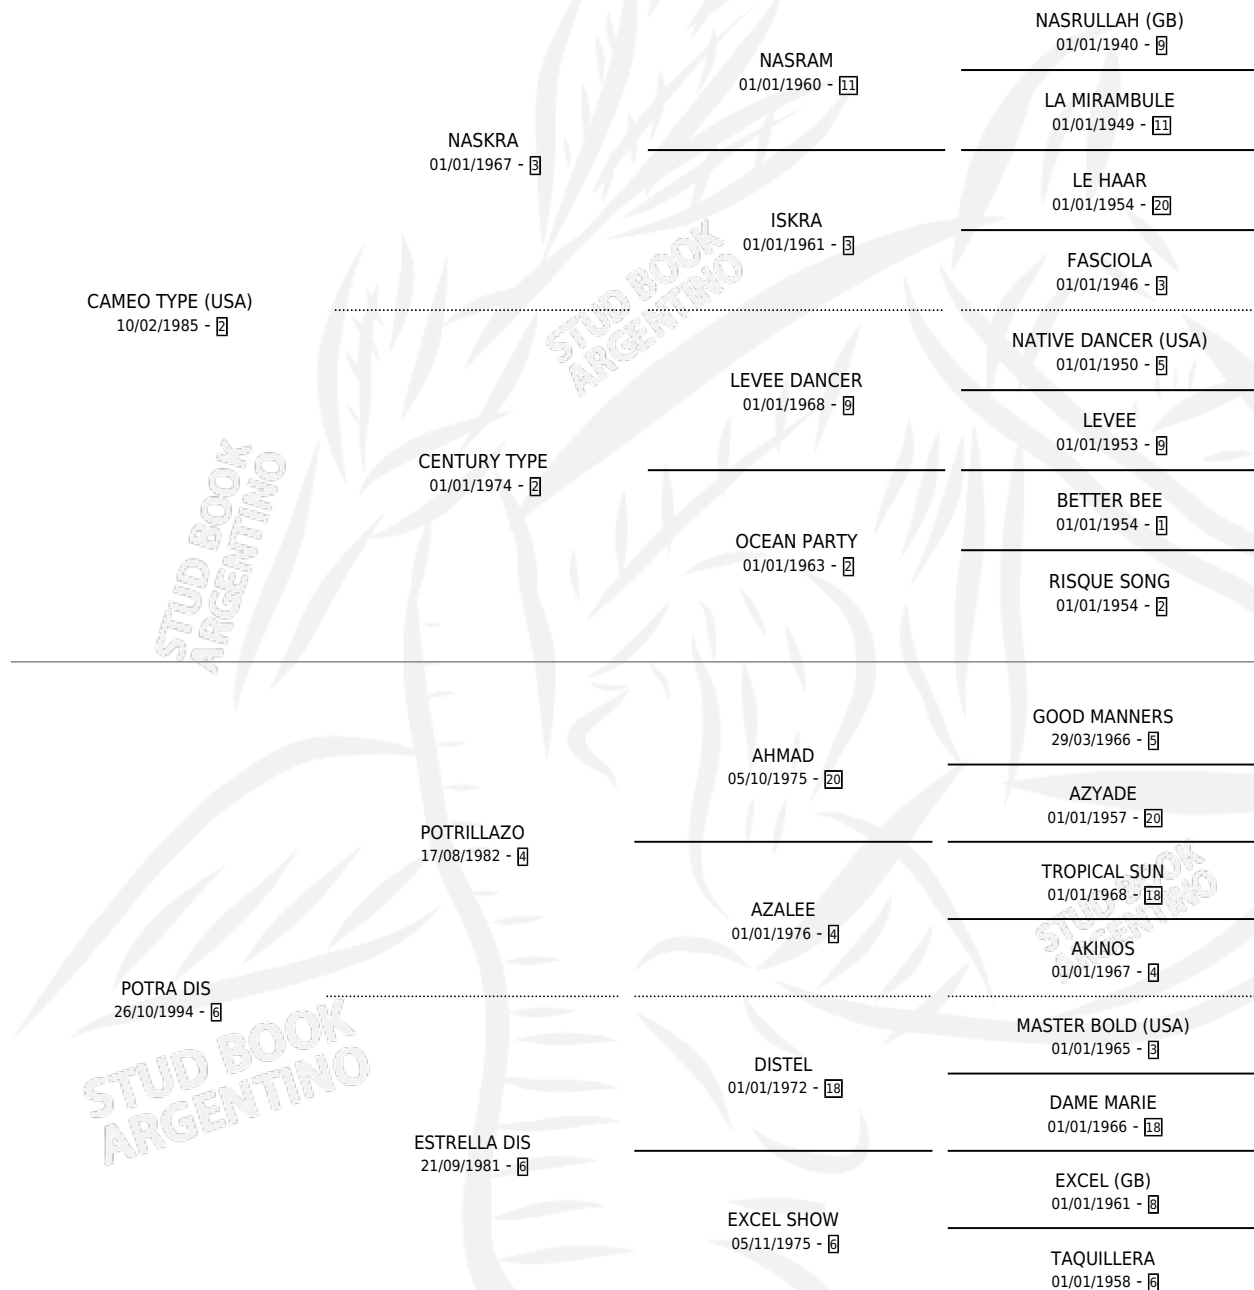 NASRULLAH (GB)
01/01/1940 - 9
NASRAM
01/01/1960 - 11
LA MIRAMBULE
01/01/1949 - 11
NASKRA
01/01/1967 - 3
LE HAAR
01/01/1954 - 20
ISKRA
01/01/1961 - 3
FASCIOLA
01/01/1946 - 3
CAMEO TYPE (USA)
10/02/1985 - 2
NATIVE DANCER (USA)
01/01/1950 - 5
LEVEE DANCER
01/01/1968 - 9
LEVEE
01/01/1953 - 9
CENTURY TYPE
01/01/1974 - 2
BETTER BEE
01/01/1954 - 1
OCEAN PARTY
01/01/1963 - 2
RISQUE SONG
01/01/1954 - 2
GOOD MANNERS
29/03/1966 - 5
AHMAD
05/10/1975 - 20
AZYADE
01/01/1957 - 20
POTRILLAZO
17/08/1982 - 4
TROPICAL SUN
01/01/1968 - 18
AZALEE
01/01/1976 - 4
AKINOS
01/01/1967 - 4
POTRA DIS
26/10/1994 - 6
MASTER BOLD (USA)
01/01/1965 - 3
DISTEL
01/01/1972 - 18
DAME MARIE
01/01/1966 - 18
ESTRELLA DIS
21/09/1981 - 6
EXCEL (GB)
01/01/1961 - 8
EXCEL SHOW
05/11/1975 - 6
TAQUILLERA
01/01/1958 - 6
STUD BOOK
ARGENTINO
STUD BOOK
ARGENTINO
STUD BOOK
ARGENTINO
STUD BOOK
ARGENTINO